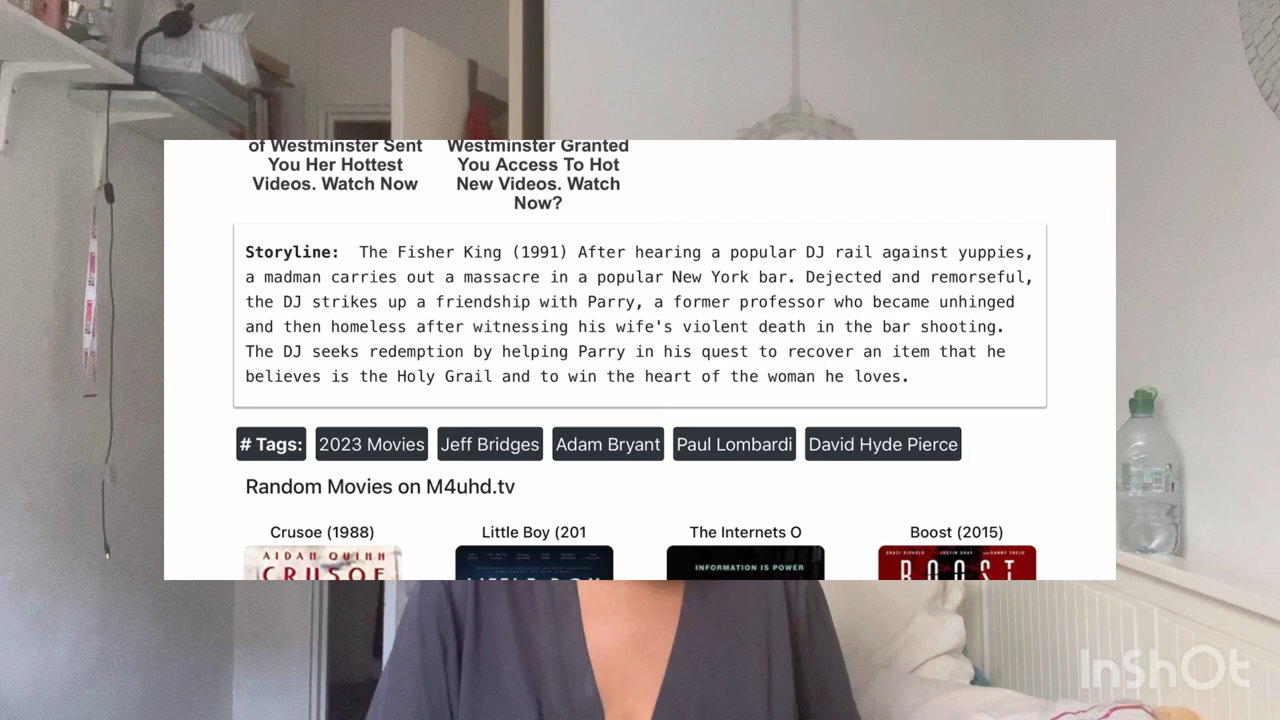 of Westminster Sent
You Her Hottest
Videos. Watch Now
Westminster Granted
You Access To Hot
New Videos. Watch
Now?
Storyline: The Fisher King (1991) After hearing a popular DJ rail against yuppies,
a madman carries out a massacre in a popular New York bar. Dejected and remorseful,
the DJ strikes up a friendship with Parry, a former professor who became unhinged
and then homeless after witnessing his wife's violent death in the bar shooting.
The DJ seeks redemption by helping Parry in his quest to recover an item that he
believes is the Holy Grail and to win the heart of the woman he loves.
# Tags: 2023 Movies Jeff Bridges Adam Bryant Paul Lombardi David Hyde Pierce
Random Movies on M4uhd.tv
Crusoe (1988) Little Boy (201 The Internets O Boost (2015)
AIDAN QUINN
CRUSOE
LITTLE BOY
INFORMATION IS POWER
BOOST
InShOt